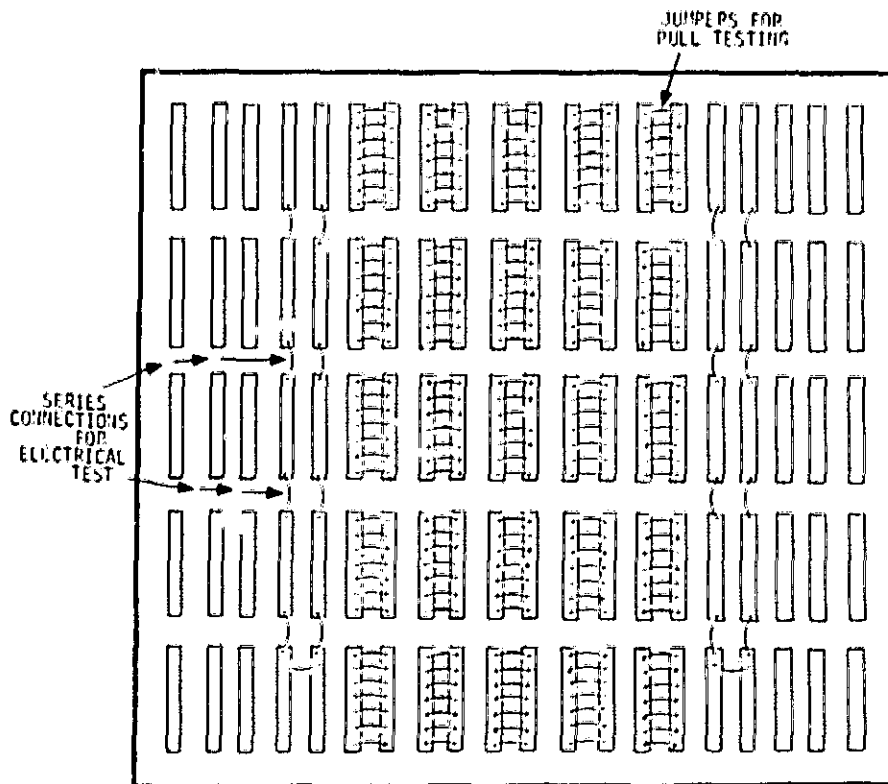 JUMPERS FOR
PULL TESTING
SERIES
CONNECTIONS
FOR
ELECTRICAL
TEST